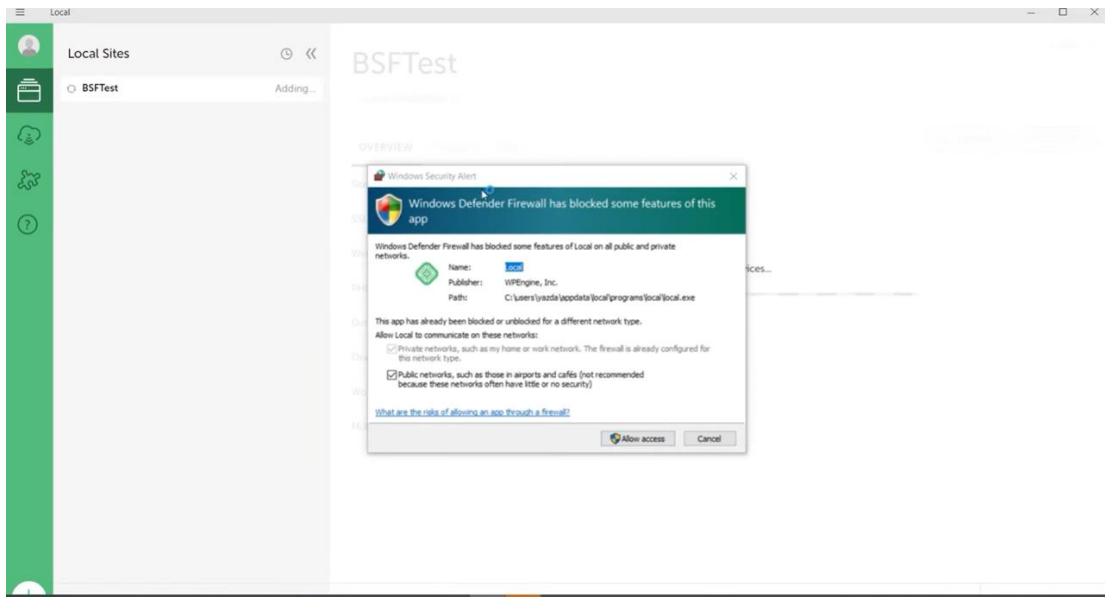 Local
Local Sites
BSFTest
Adding...
BSFTest
OVERVIEW
Windows Security Alert
Windows Defender Firewall has blocked some features of this
app
Windows Defender Firewall has blocked some features of Local on all public and private
networks.
Name: Local
Publisher: WPEngine, Inc.
Path: C:\users\yazda\appdata\local\programs\local\local.exe
This app has already been blocked or unblocked for a different network type.
Allow Local to communicate on these networks:
Private networks, such as my home or work network. The firewall is already configured for
this network type.
Public networks, such as those in airports and cafés (not recommended
because these networks often have little or no security)
What are the risks of allowing an app through a firewall?
Allow access
Cancel
ices...